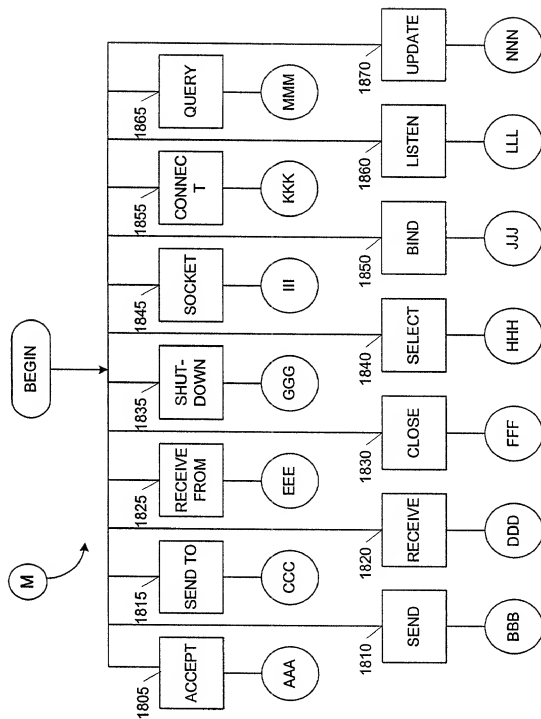 BEGIN
M
1805
ACCEPT
AAA
1815
SEND TO
CCC
1825
RECEIVE
FROM
EEE
1835
SHUT-
DOWN
GGG
1845
SOCKET
III
1855
CONNEC
T
KKK
1865
QUERY
MMM
1810
SEND
BBB
1820
RECEIVE
DDD
1830
CLOSE
FFF
1840
SELECT
HHH
1850
BIND
JJJ
1860
LISTEN
LLL
1870
UPDATE
NNN